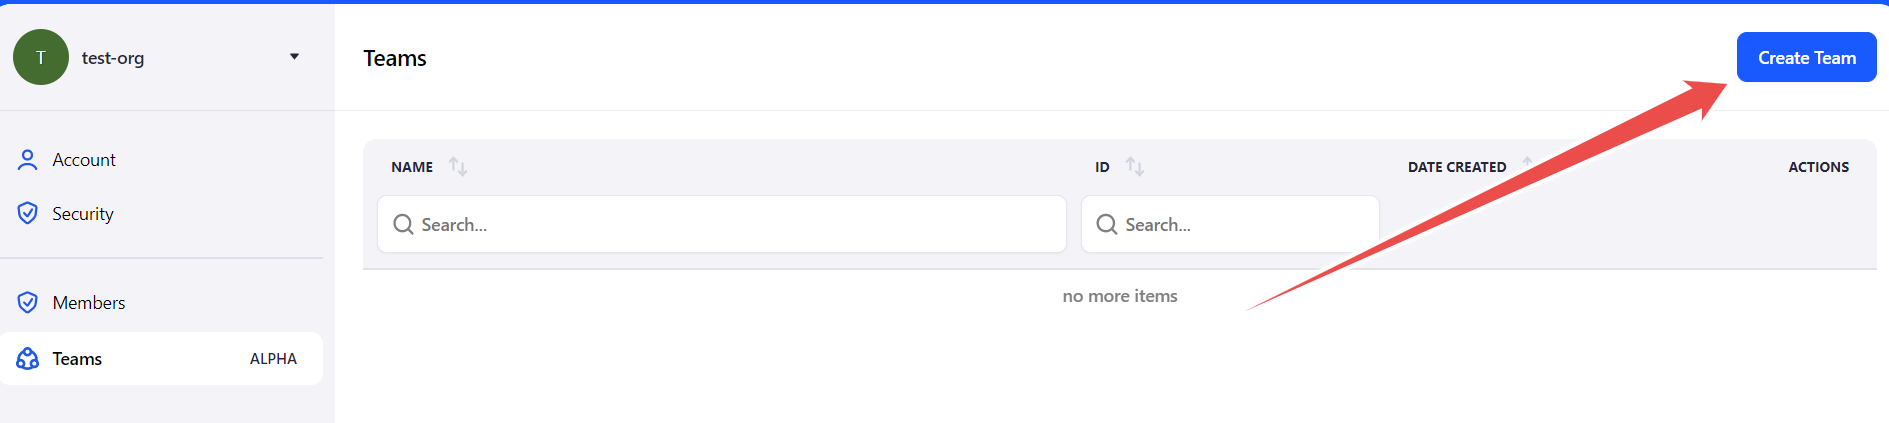 T
test-org
Account
Security
Members
Teams ALPHA
Teams
Create Team
NAME ID DATE CREATED ACTIONS
Search... Search...
no more items